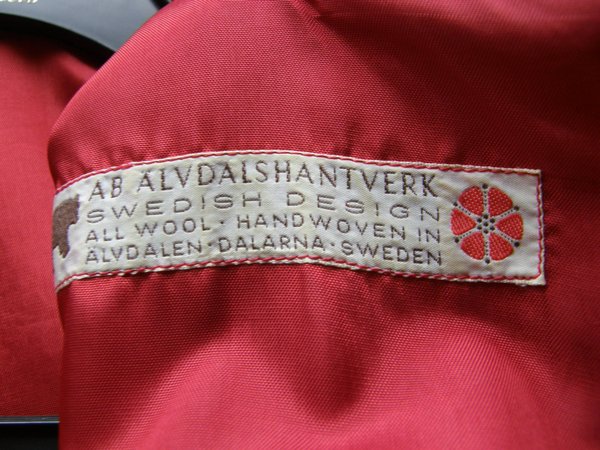 AB ÄLVDALSHANTVERK
SWEDISH DESIGN
ALL WOOL · HANDWOVEN IN
ÄLVDALEN · DALARNA · SWEDEN